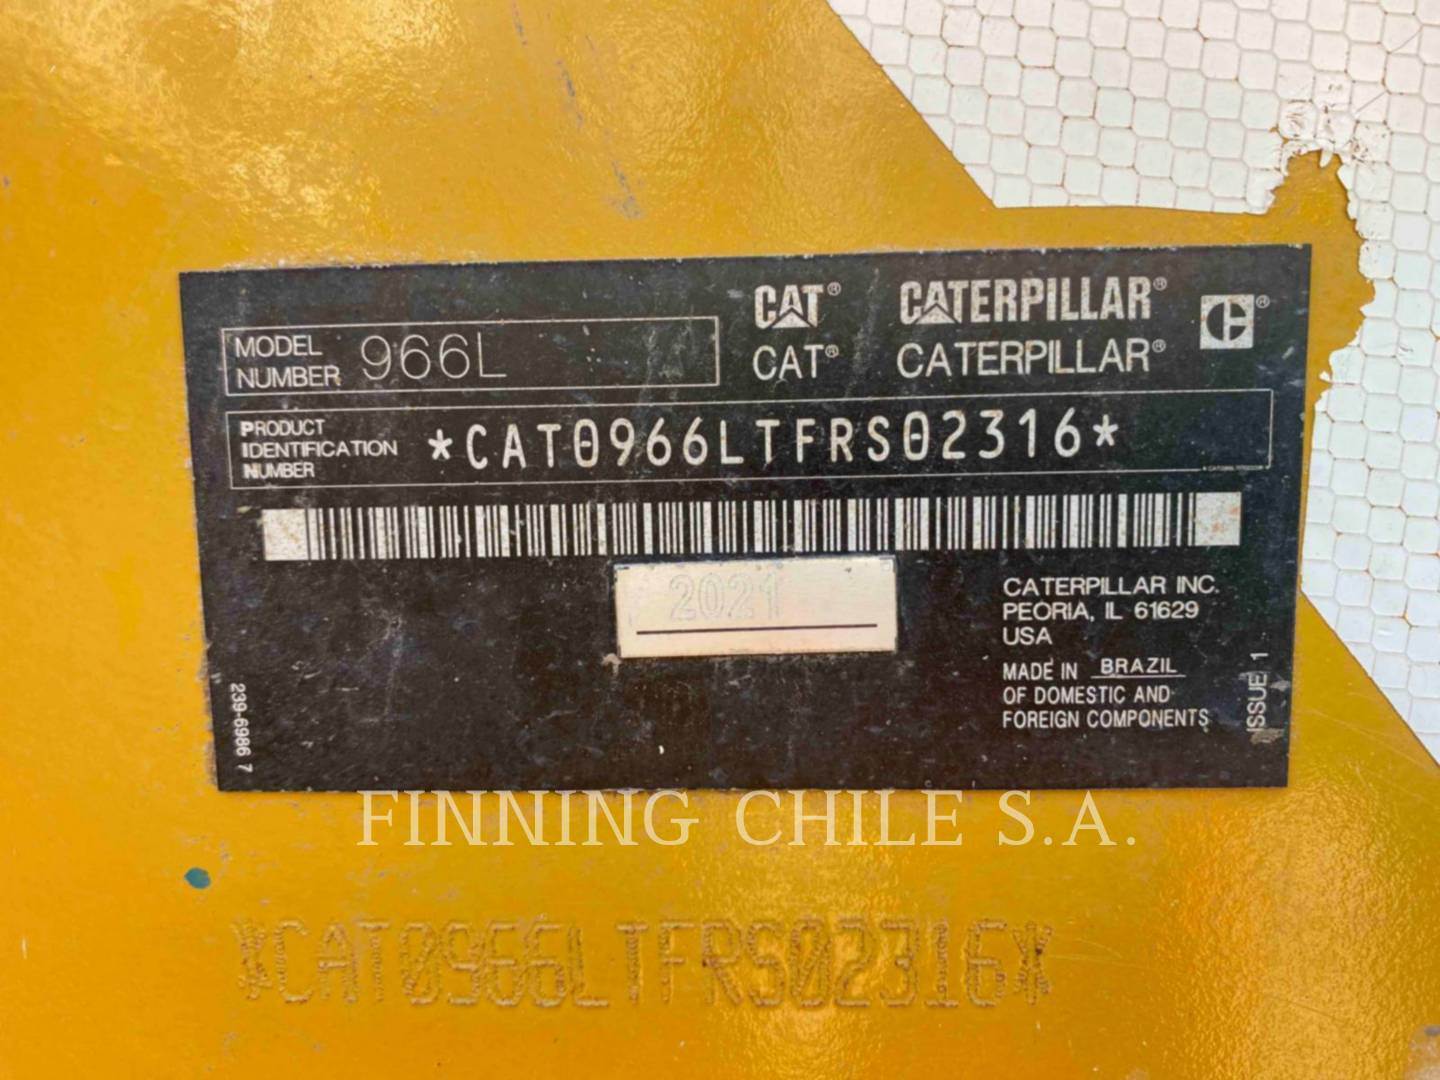 CAT® CATERPILLAR®
CAT® CATERPILLAR®
MODEL NUMBER 966L
PRODUCT IDENTIFICATION NUMBER *CAT0966LTFRS02316*
2021
CATERPILLAR INC.
PEORIA, IL 61629
USA
MADE IN BRAZIL
OF DOMESTIC AND
FOREIGN COMPONENTS
ISSUE 1
239-6986 7
FINNING CHILE S.A.
*CAT0966LTFRS02316*